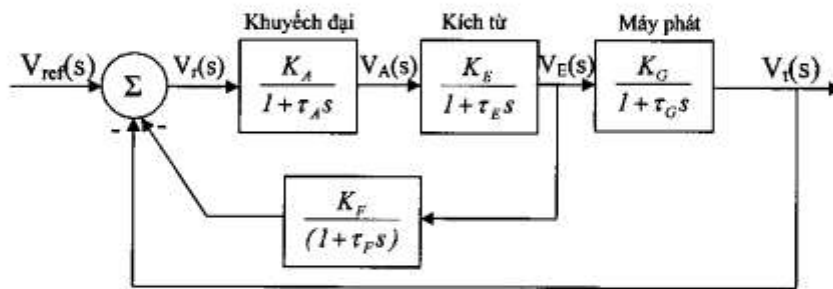 Khuyếch đại
Kích từ
Máy phát
V_ref(s)
Σ
V_r(s)
K_A
1 + τ_A s
V_A(s)
K_E
1 + τ_E s
V_E(s)
K_G
1 + τ_G s
V_t(s)
- -
K_F
(1 + τ_F s)